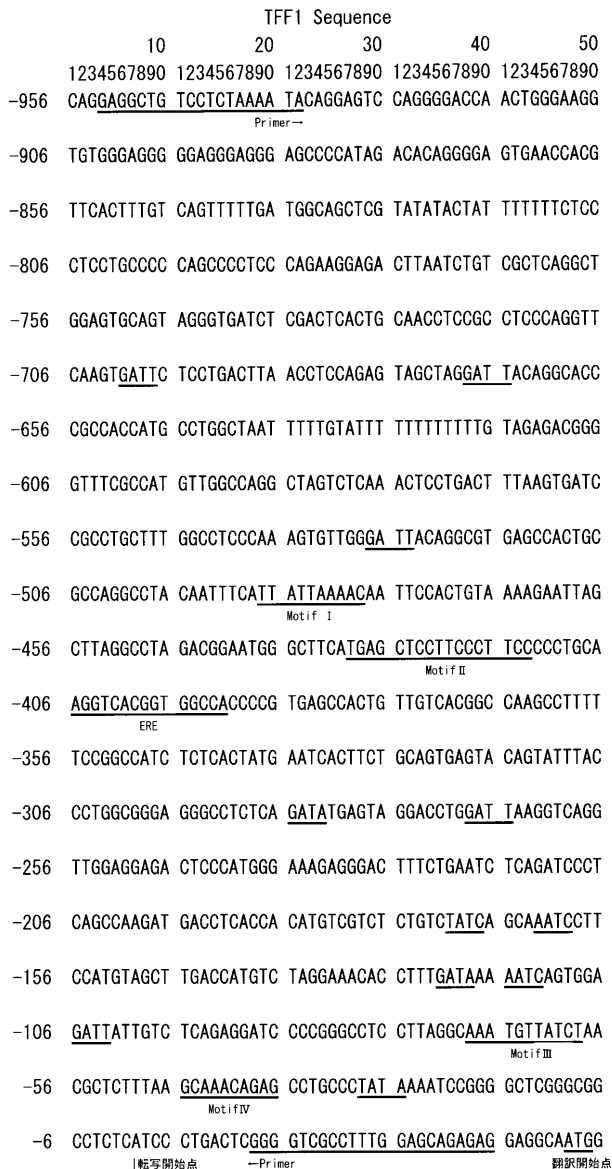 TFF1 Sequence
10 20 30 40 50
1234567890 1234567890 1234567890 1234567890 1234567890
-956 CAGGAGGCTG TCCTCTAAAA TACAGGAGTC CAGGGGACCA ACTGGGAAGG
Primer→
-906 TGTGGGAGGG GGAGGGAGGG AGCCCCATAG ACACAGGGGA GTGAACCACG
-856 TTCACTTTGT CAGTTTTTGA TGGCAGCTCG TATATACTAT TTTTTTCTCC
-806 CTCCTGCCCC CAGCCCCTCC CAGAAGGAGA CTTAATCTGT CGCTCAGGCT
-756 GGAGTGCAGT AGGGTGATCT CGACTCACTG CAACCTCCGC CTCCCAGGTT
-706 CAAGTGATTC TCCTGACTTA ACCTCCAGAG TAGCTAGGAT TACAGGCACC
-656 CGCCACCATG CCTGGCTAAT TTTTGTATTT TTTTTTTTTG TAGAGACGGG
-606 GTTTCGCCAT GTTGGCCAGG CTAGTCTCAA ACTCCTGACT TTAAGTGATC
-556 CGCCTGCTTT GGCCTCCCAA AGTGTTGGGA TTACAGGCGT GAGCCACTGC
-506 GCCAGGCCTA CAATTTCATT ATTAAAACAA TTCCACTGTA AAAGAATTAG
Motif I
-456 CTTAGGCCTA GACGGAATGG GCTTCATGAG CTCCTTCCCT TCCCCCTGCA
Motif II
-406 AGGTCACGGT GGCCACCCCG TGAGCCACTG TTGTCACGGC CAAGCCTTTT
ERE
-356 TCCGGCCATC TCTCACTATG AATCACTTCT GCAGTGAGTA CAGTATTTAC
-306 CCTGGCGGGA GGGCCTCTCA GATATGAGTA GGACCTGGAT TAAGGTCAGG
-256 TTGGAGGAGA CTCCCATGGG AAAGAGGGAC TTTCTGAATC TCAGATCCCT
-206 CAGCCAAGAT GACCTCACCA CATGTCGTCT CTGTCTATCA GCAAATCCTT
-156 CCATGTAGCT TGACCATGTC TAGGAAACAC CTTTGATAAA AATCAGTGGA
-106 GATTATTGTC TCAGAGGATC CCCGGGCCTC CTTAGGCAAA TGTTATCTAA
Motif III
-56 CGCTCTTTAA GCAAACAGAG CCTGCCCTAT AAAATCCGGG GCTCGGGCGG
Motif IV
-6 CCTCTCATCC CTGACTCGGG GTCGCCTTTG GAGCAGAGAG GAGGCAATGG
|転写開始点 ←Primer 翻訳開始点